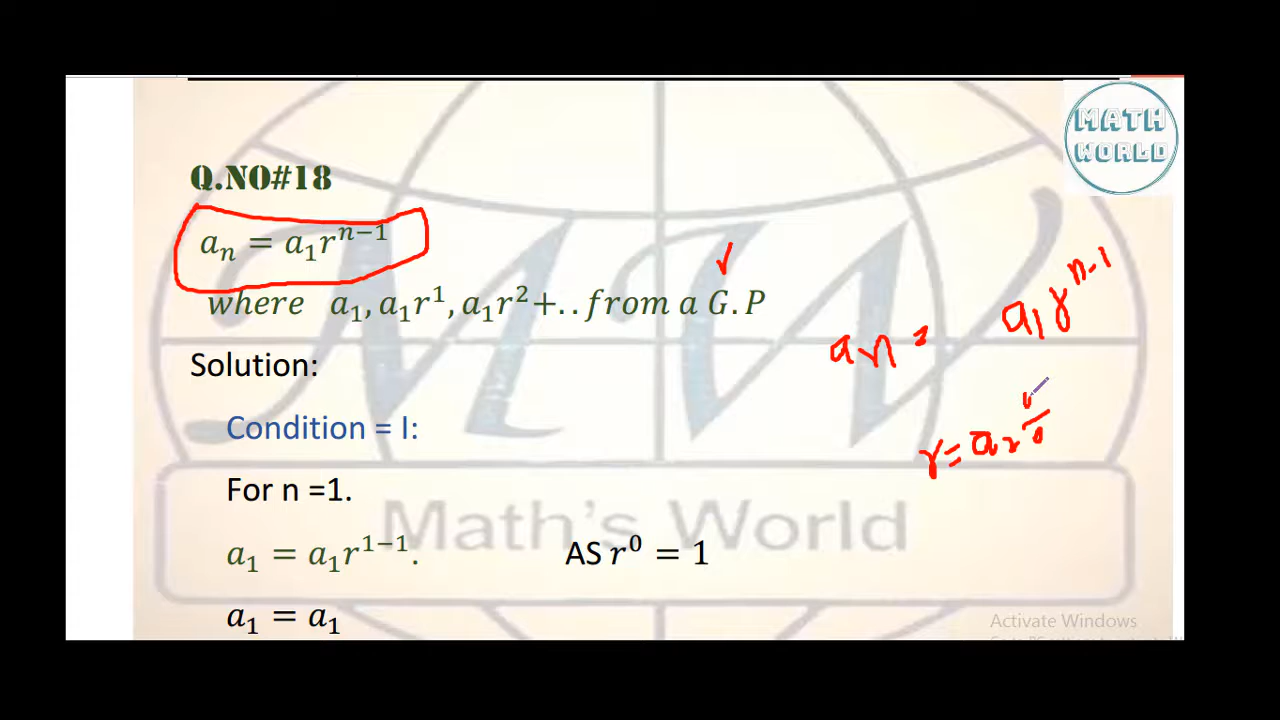 MATH
WORLD
Q.NO#18
aₙ = a₁rⁿ⁻¹
where a₁, a₁r¹, a₁r²+.. from a G.P
a₁rⁿ⁻¹
Solution:
an
Condition = I:
r =
For n =1.
Math's World
a₁ = a₁r¹⁻¹. AS r⁰ = 1
a₁ = a₁
Activate Windows